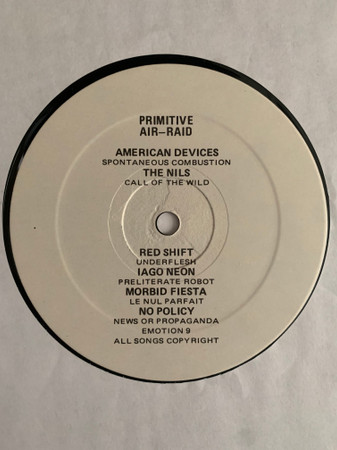 PRIMITIVE
AIR-RAID
AMERICAN DEVICES
SPONTANEOUS COMBUSTION
THE NILS
CALL OF THE WILD
RED SHIFT
UNDERFLESH
IAGO NEON
PRELITERATE ROBOT
MORBID FIESTA
LE NUL PARFAIT
NO POLICY
NEWS OR PROPAGANDA
EMOTION 9
ALL SONGS COPYRIGHT